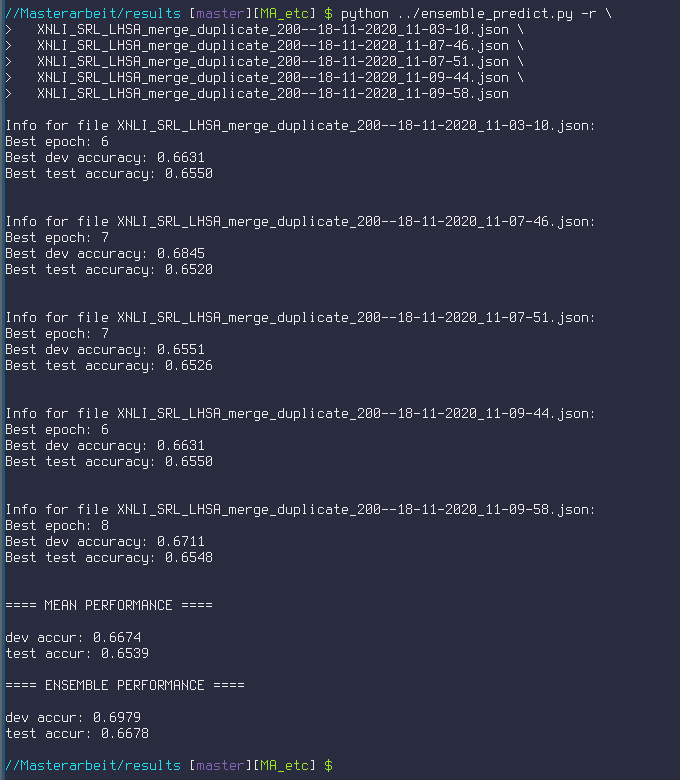 //Masterarbeit/results [master][MA_etc] $ python ../ensemble_predict.py -r \
>   XNLI_SRL_LHSA_merge_duplicate_200--18-11-2020_11-03-10.json \
>   XNLI_SRL_LHSA_merge_duplicate_200--18-11-2020_11-07-46.json \
>   XNLI_SRL_LHSA_merge_duplicate_200--18-11-2020_11-07-51.json \
>   XNLI_SRL_LHSA_merge_duplicate_200--18-11-2020_11-09-44.json \
>   XNLI_SRL_LHSA_merge_duplicate_200--18-11-2020_11-09-58.json
Info for file XNLI_SRL_LHSA_merge_duplicate_200--18-11-2020_11-03-10.json:
Best epoch: 6
Best dev accuracy: 0.6631
Best test accuracy: 0.6550
Info for file XNLI_SRL_LHSA_merge_duplicate_200--18-11-2020_11-07-46.json:
Best epoch: 7
Best dev accuracy: 0.6845
Best test accuracy: 0.6520
Info for file XNLI_SRL_LHSA_merge_duplicate_200--18-11-2020_11-07-51.json:
Best epoch: 7
Best dev accuracy: 0.6551
Best test accuracy: 0.6526
Info for file XNLI_SRL_LHSA_merge_duplicate_200--18-11-2020_11-09-44.json:
Best epoch: 6
Best dev accuracy: 0.6631
Best test accuracy: 0.6550
Info for file XNLI_SRL_LHSA_merge_duplicate_200--18-11-2020_11-09-58.json:
Best epoch: 8
Best dev accuracy: 0.6711
Best test accuracy: 0.6548
==== MEAN PERFORMANCE ====
dev accur: 0.6674
test accur: 0.6539
==== ENSEMBLE PERFORMANCE ====
dev accur: 0.6979
test accur: 0.6678
//Masterarbeit/results [master][MA_etc] $